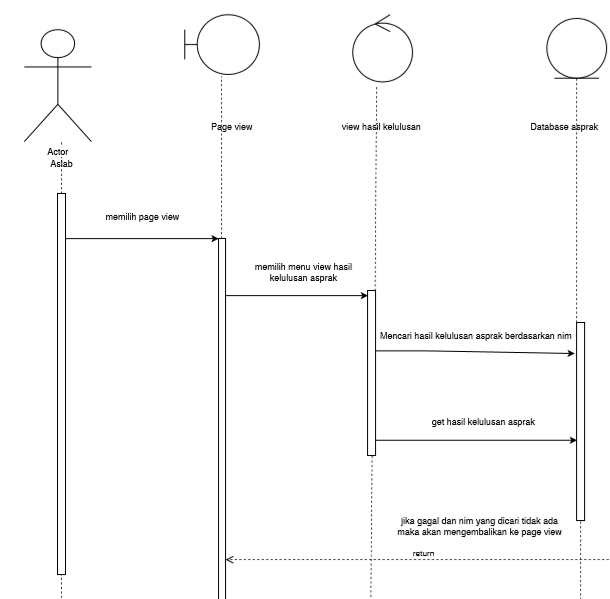 Page view
view hasil kelulusan
Database asprak
Actor
Aslab
memilih page view
memilih menu view hasil
kelulusan asprak
Mencari hasil kelulusan asprak berdasarkan nim
get hasil kelulusan asprak
jika gagal dan nim yang dicari tidak ada
maka akan mengembalikan ke page view
return